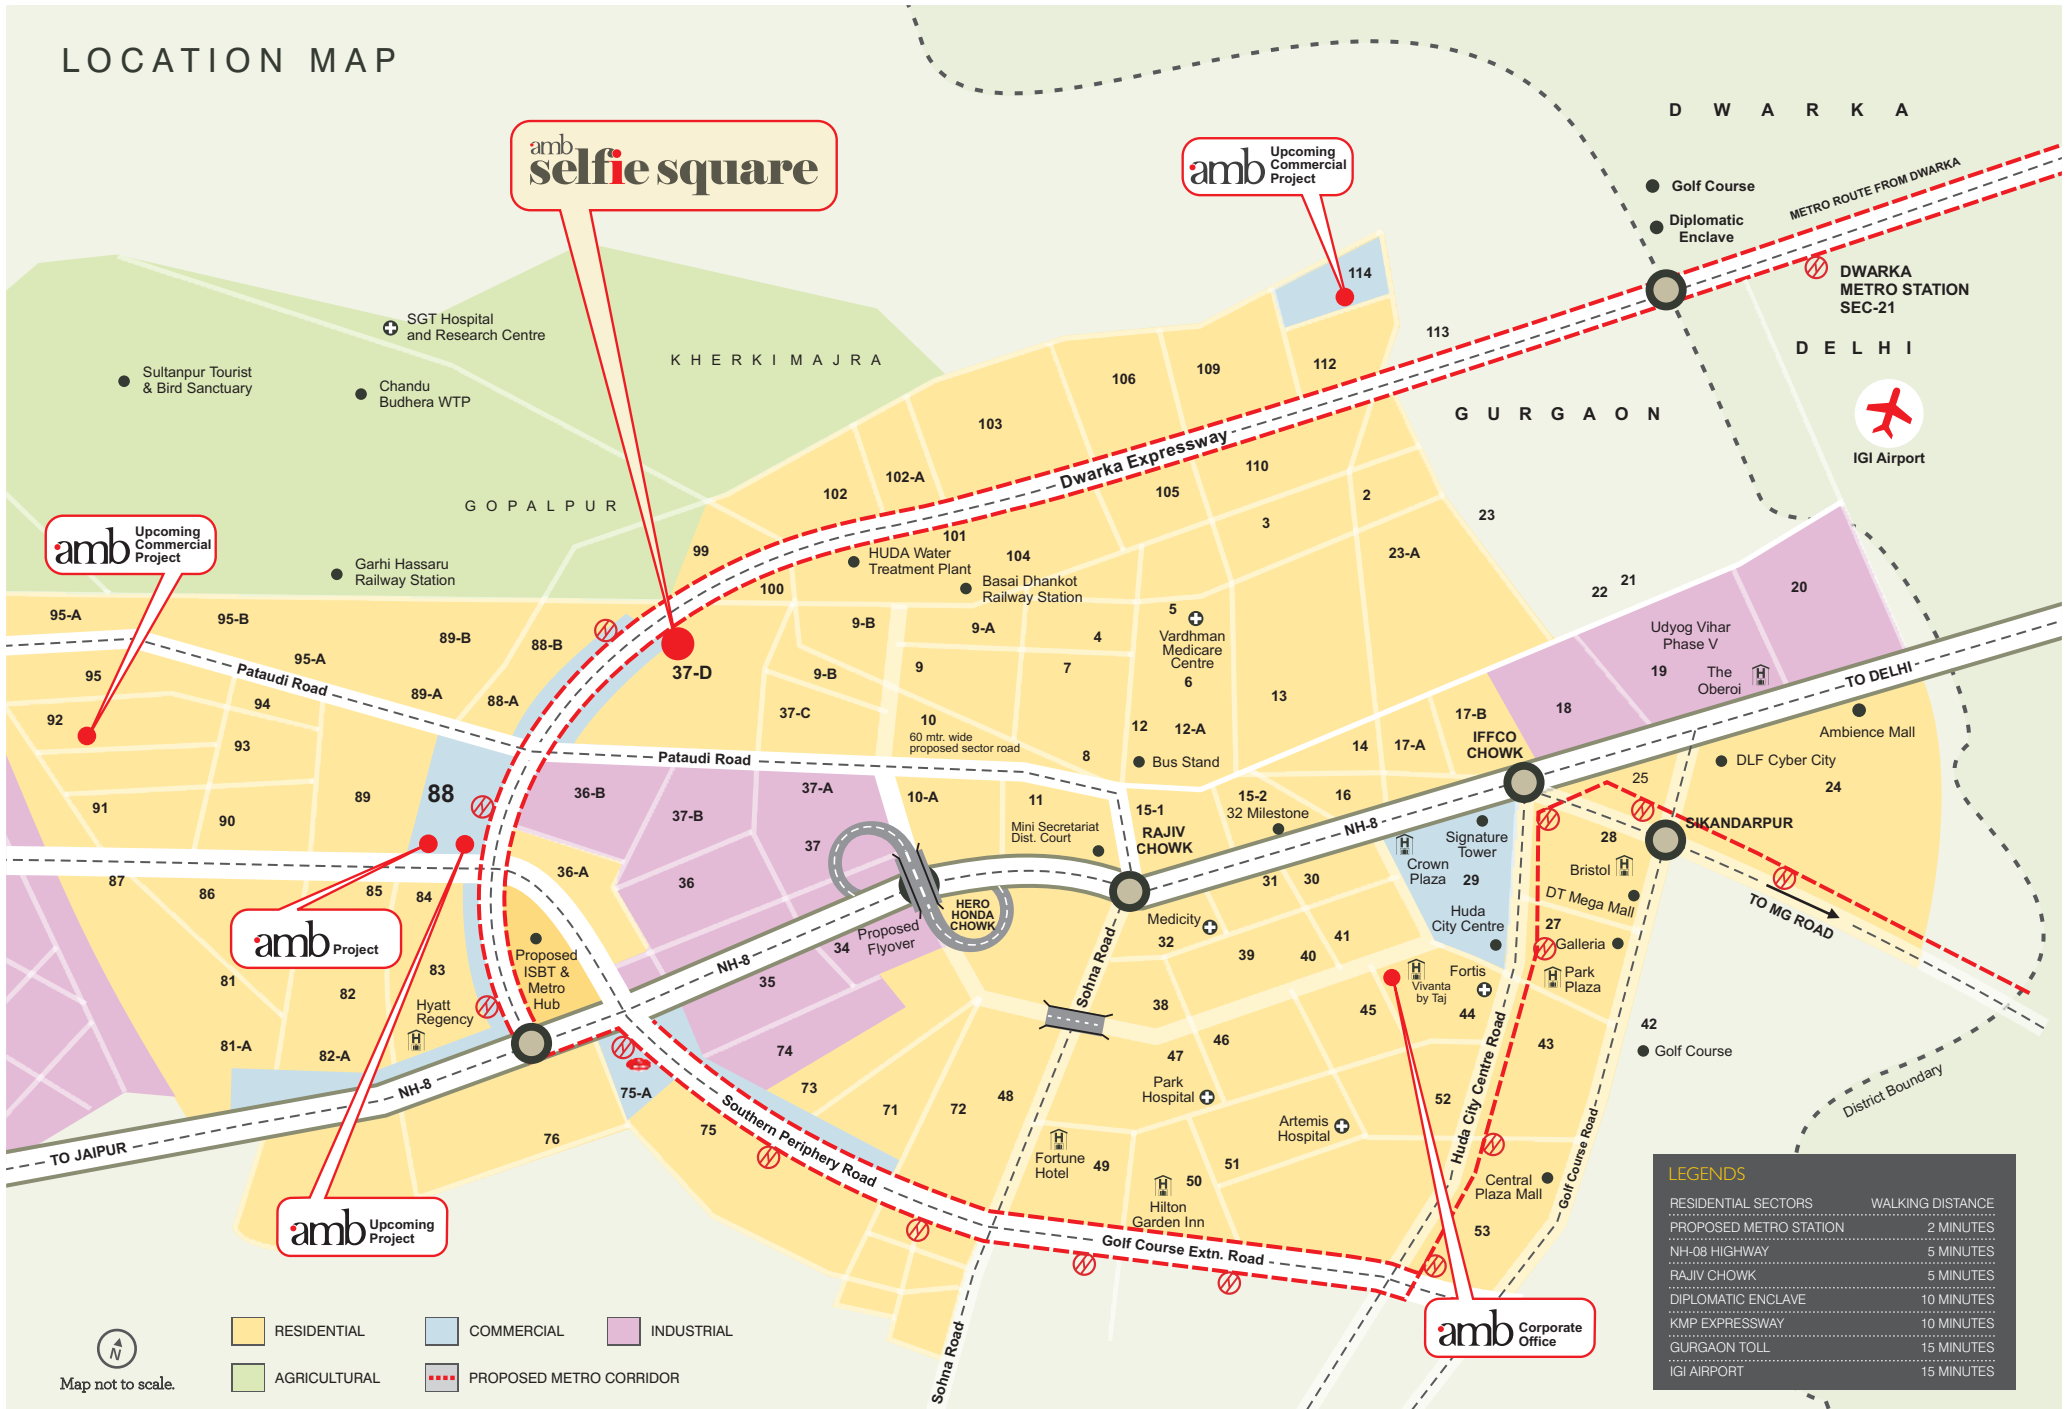 LOCATION MAP
amb
selfie square
amb
Upcoming
Commercial
Project
DWARKA
Golf Course
Diplomatic
Enclave
METRO ROUTE FROM DWARKA
DWARKA
METRO STATION
SEC-21
DELHI
IGI Airport
GURGAON
114
113
112
109
106
103
102-A
102
Dwarka Expressway
110
105
2
3
23
23-A
101
104
99
100
SGT Hospital
and Research Centre
KHERKI MAJRA
Sultanpur Tourist
& Bird Sanctuary
Chandu
Budhera WTP
GOPALPUR
amb
Upcoming
Commercial
Project
Garhi Hassaru
Railway Station
HUDA Water
Treatment Plant
Basai Dhankot
Railway Station
22
21
20
95-A
95-B
89-B
88-B
95-A
Pataudi Road
95
94
89-A
88-A
92
93
91
90
89
88
37-D
9-B
9-A
4
5
Vardhman
Medicare
Centre
6
9-B
9
7
37-C
10
60 mtr. wide
proposed sector road
8
12
12-A
13
Bus Stand
Pataudi Road
14
17-A
17-B
IFFCO
CHOWK
18
19
Udyog Vihar
Phase V
The
Oberoi
TO DELHI
Ambience Mall
DLF Cyber City
24
25
36-B
37-A
37-B
37
10-A
11
Mini Secretariat
Dist. Court
15-1
RAJIV
CHOWK
15-2
32 Milestone
16
NH-8
Signature
Tower
Crown
Plaza
29
Huda
City Centre
28
SIKANDARPUR
Bristol
DT Mega Mall
27
Galleria
TO MG ROAD
87
86
85
84
36-A
36
HERO
HONDA
CHOWK
Proposed
Flyover
34
NH-8
35
31
30
Medicity
32
39
40
41
38
Sohna Road
amb
Project
Proposed
ISBT &
Metro
Hub
81
82
83
Hyatt
Regency
81-A
82-A
NH-8
TO JAIPUR
Vivanta
by Taj
Fortis
Park
Plaza
45
44
43
42
Golf Course
46
47
Park
Hospital
Artemis
Hospital
52
Huda City Centre Road
Golf Course Road
District Boundary
74
73
75-A
75
76
71
72
48
Southern Periphery Road
Fortune
Hotel
49
50
51
Hilton
Garden Inn
Central
Plaza Mall
53
Golf Course Extn. Road
Sohna Road
amb
Upcoming
Project
amb
Corporate
Office
N
Map not to scale.
RESIDENTIAL
COMMERCIAL
INDUSTRIAL
AGRICULTURAL
PROPOSED METRO CORRIDOR
LEGENDS
RESIDENTIAL SECTORS WALKING DISTANCE
PROPOSED METRO STATION 2 MINUTES
NH-08 HIGHWAY 5 MINUTES
RAJIV CHOWK 5 MINUTES
DIPLOMATIC ENCLAVE 10 MINUTES
KMP EXPRESSWAY 10 MINUTES
GURGAON TOLL 15 MINUTES
IGI AIRPORT 15 MINUTES